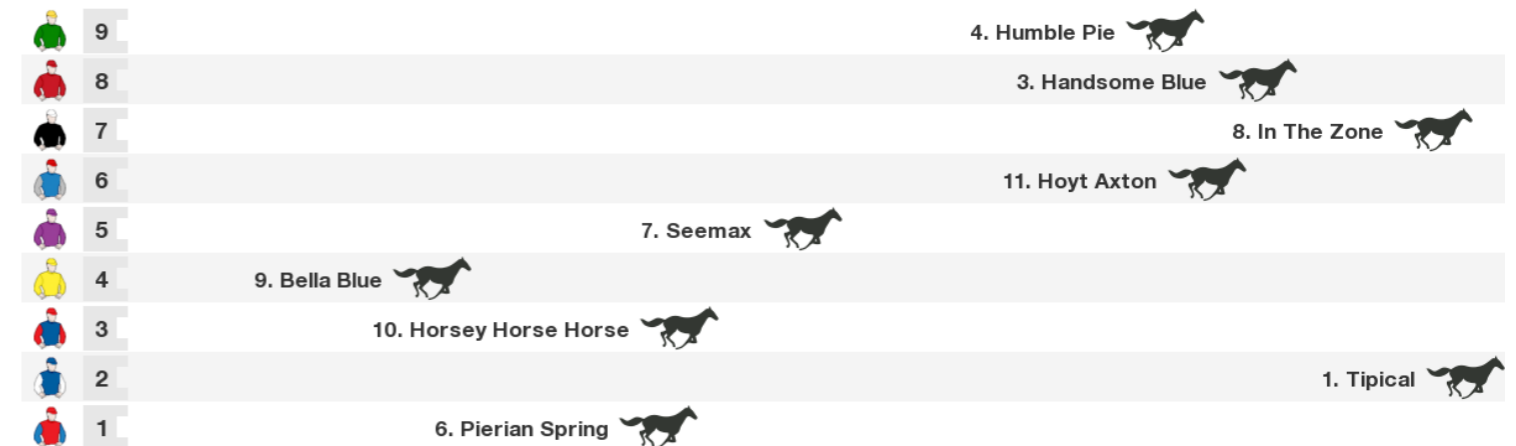 9 4. Humble Pie
8 3. Handsome Blue
7 8. In The Zone
6 11. Hoyt Axton
5 7. Seemax
4 9. Bella Blue
3 10. Horsey Horse Horse
2 1. Tipical
1 6. Pierian Spring